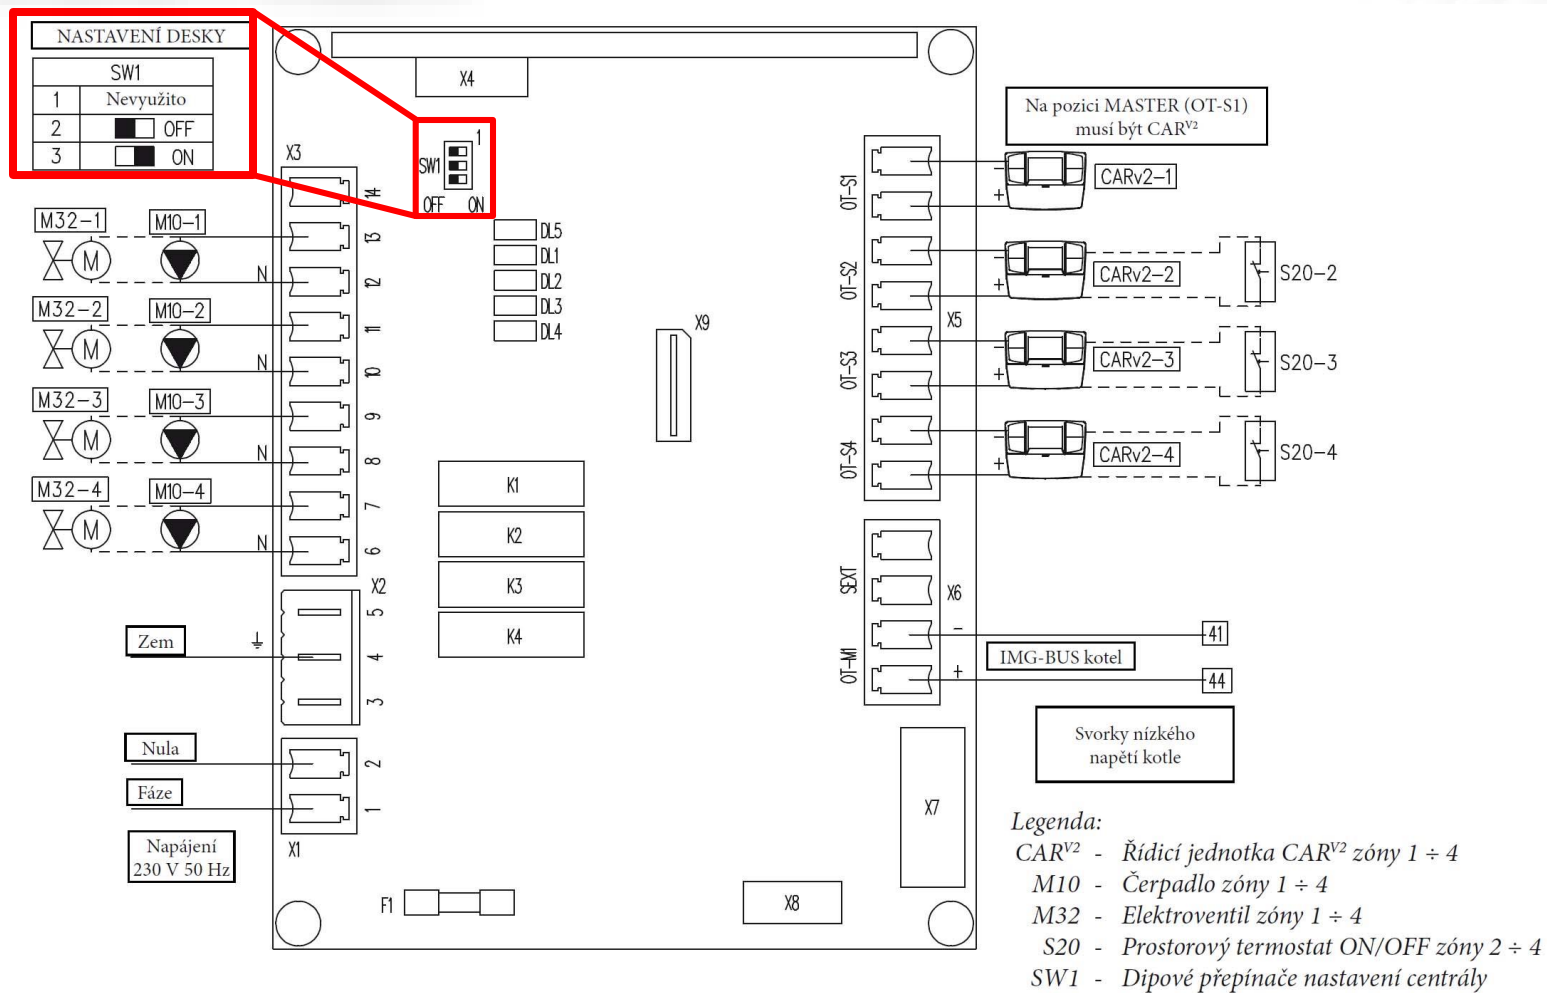 NASTAVENÍ DESKY
SW1
1 Nevyužito
2 OFF
3 ON
X4
1
SW1
OFF ON
X3
14
13
12
11
10
9
8
7
6
M32-1 M10-1
M
N
M32-2 M10-2
M
N
M32-3 M10-3
M
N
M32-4 M10-4
M
N
DL5
DL1
DL2
DL3
DL4
X9
K1
K2
K3
K4
X2
5
4
3
Zem
Nula
Fáze
2
1
X1
Napájení
230 V 50 Hz
F1
X8
X7
Na pozici MASTER (OT-S1)
musí být CARV2
OT-S1
- CARv2-1
+
OT-S2
- CARv2-2 S20-2
+
X5
OT-S3
- CARv2-3 S20-3
+
OT-S4
- CARv2-4 S20-4
+
SEXT
X6
OT-M1
- 41
IMG-BUS kotel
+ 44
Svorky nízkého
napětí kotle
Legenda:
CARV2 - Řídicí jednotka CARV2 zóny 1 ÷ 4
M10 - Čerpadlo zóny 1 ÷ 4
M32 - Elektroventil zóny 1 ÷ 4
S20 - Prostorový termostat ON/OFF zóny 2 ÷ 4
SW1 - Dipové přepínače nastavení centrály